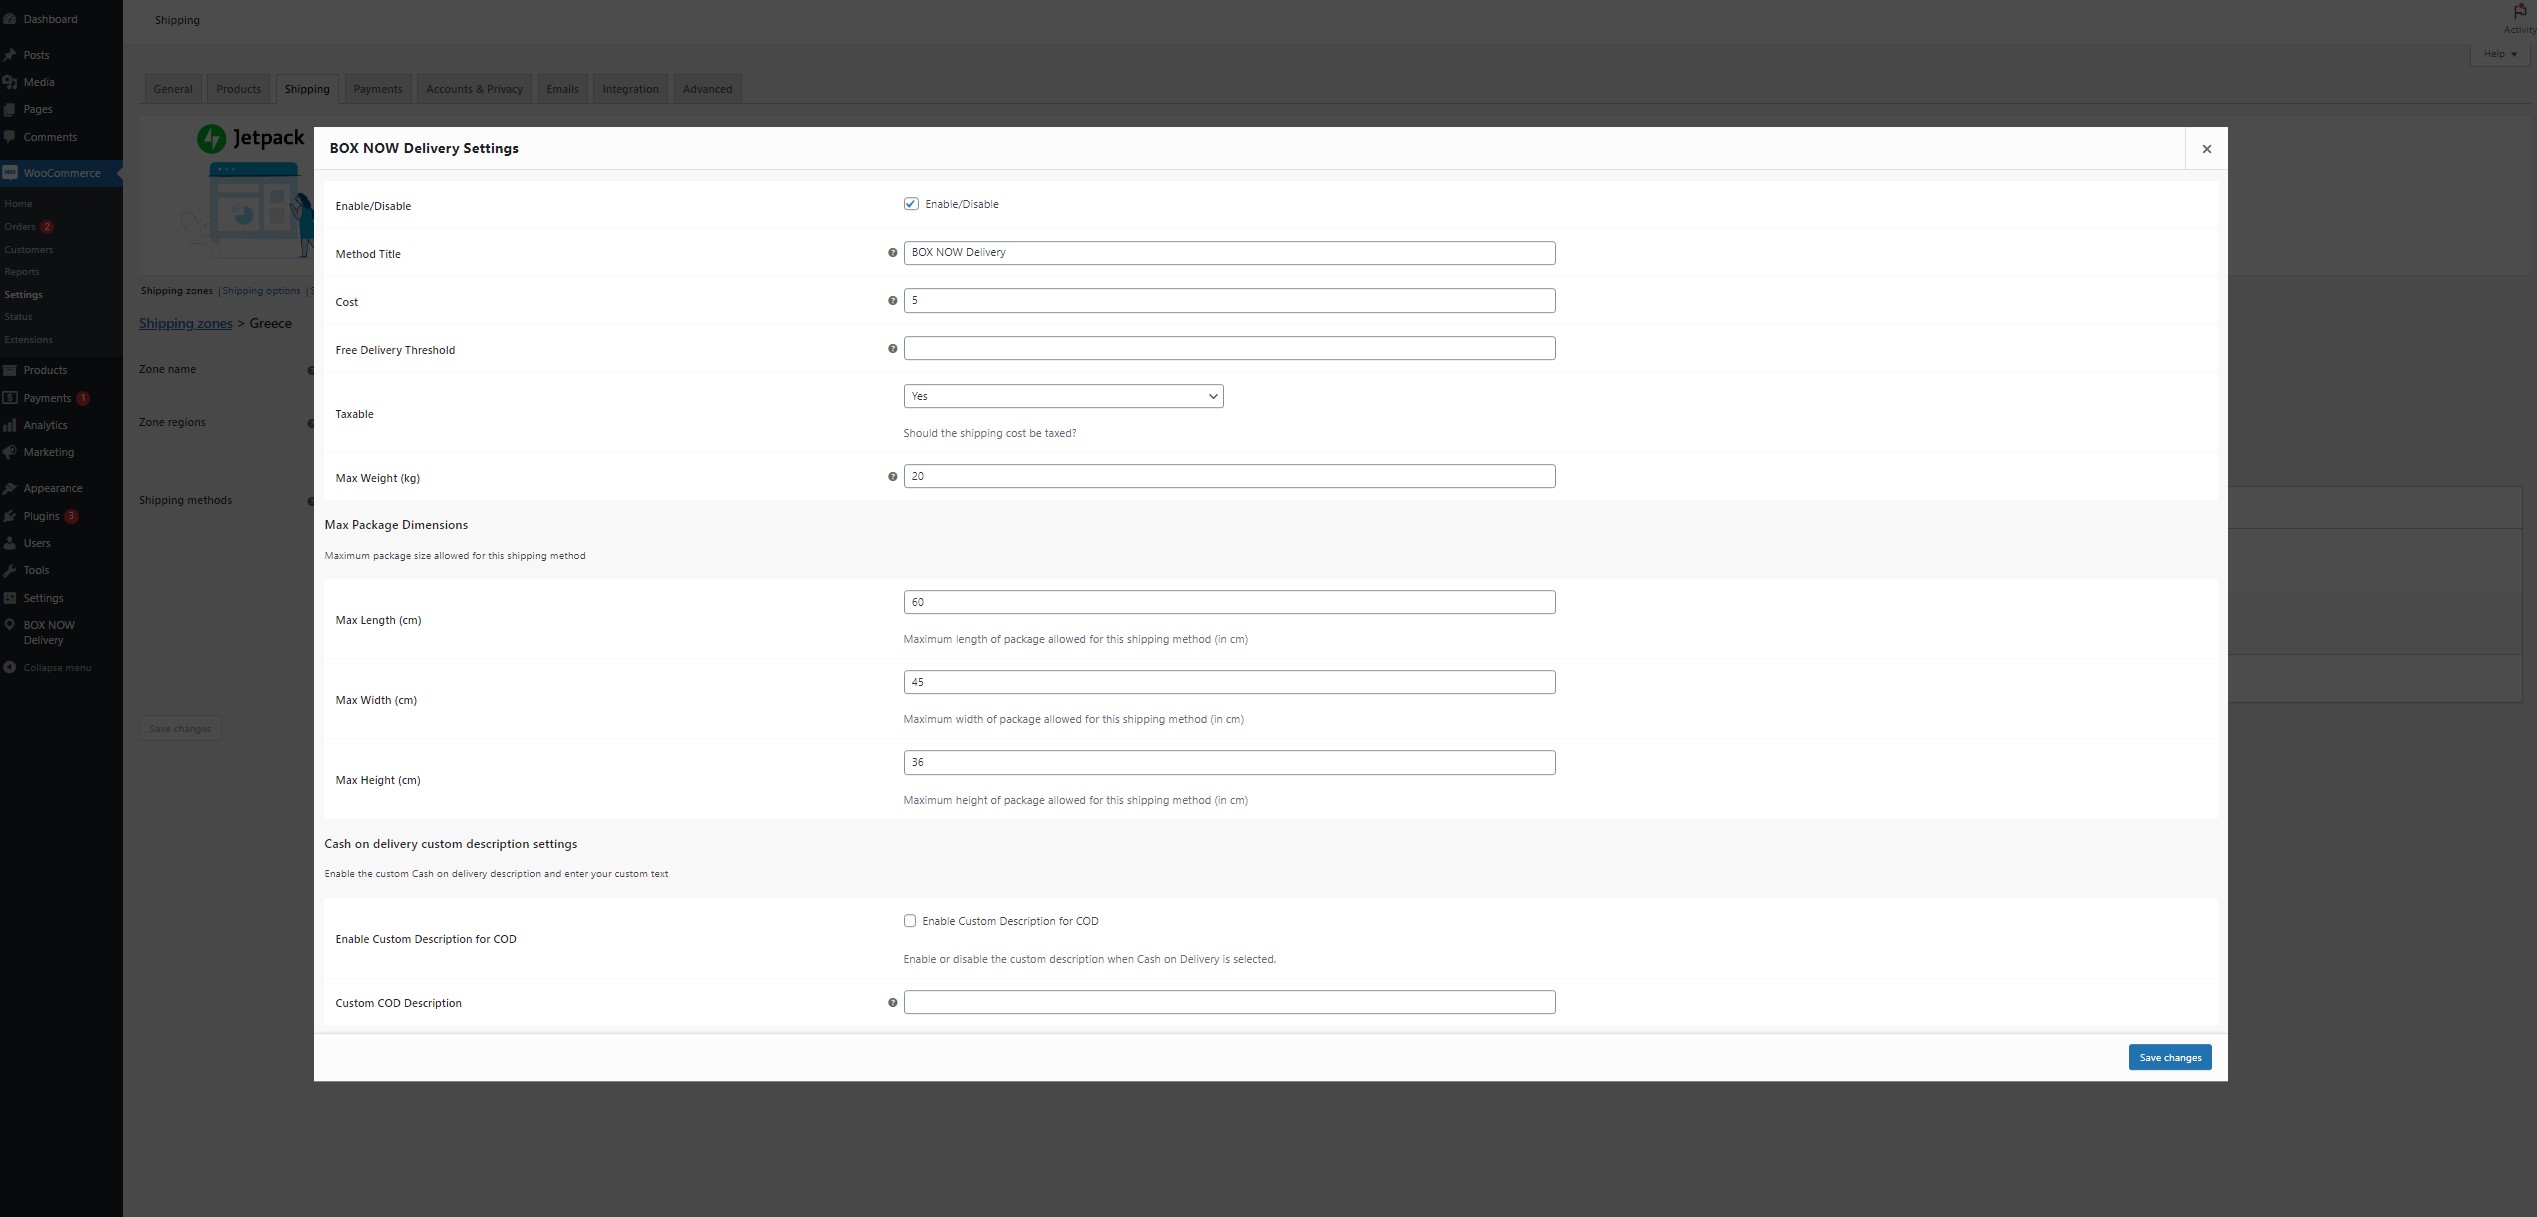 Dashboard
Posts
Media
Pages
Comments
WooCommerce
Home
Orders 2
Customers
Reports
Settings
Status
Extensions
Products
Payments 1
Analytics
Marketing
Appearance
Plugins 3
Users
Tools
Settings
BOX NOW
Delivery
Collapse menu
Shipping
Activity
Help
General Products Shipping Payments Accounts & Privacy Emails Integration Advanced
Jetpack
Shipping zones | Shipping options |
Shipping zones > Greece
Zone name
Zone regions
Shipping methods
Save changes
BOX NOW Delivery Settings
Enable/Disable
Enable/Disable
Method Title
BOX NOW Delivery
Cost
5
Free Delivery Threshold
Taxable
Yes
Should the shipping cost be taxed?
Max Weight (kg)
20
Max Package Dimensions
Maximum package size allowed for this shipping method
Max Length (cm)
60
Maximum length of package allowed for this shipping method (in cm)
Max Width (cm)
45
Maximum width of package allowed for this shipping method (in cm)
Max Height (cm)
36
Maximum height of package allowed for this shipping method (in cm)
Cash on delivery custom description settings
Enable the custom Cash on delivery description and enter your custom text
Enable Custom Description for COD
Enable Custom Description for COD
Enable or disable the custom description when Cash on Delivery is selected.
Custom COD Description
Save changes